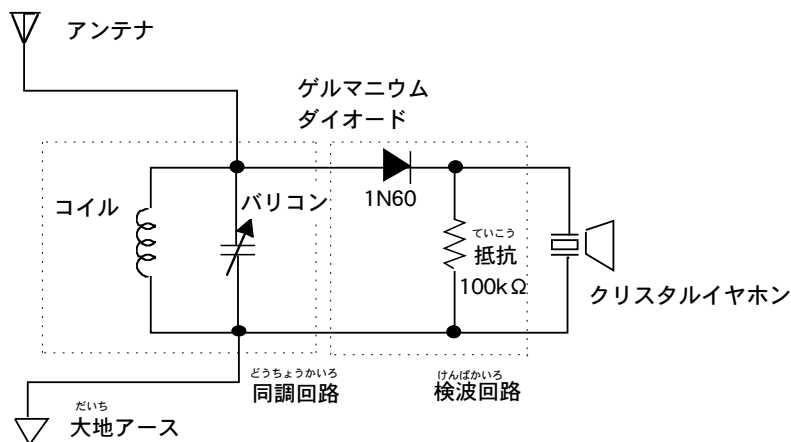 アンテナ
ゲルマニウム
ダイオード
コイル
バリコン
1N60
ていこう
抵抗
100kΩ
クリスタルイヤホン
どうちょうかいろ
同調回路
けんぱかいろ
検波回路
だいち
大地アース